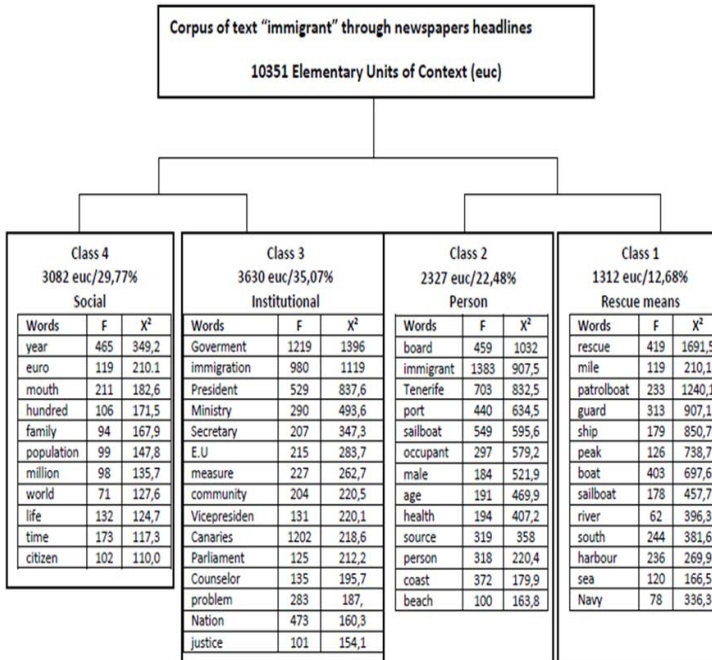 Corpus of text “immigrant” through newspapers headlines
10351 Elementary Units of Context (euc)
Class 4
3082 euc/29,77%
Social
Words F X²
year 465 349,2
euro 119 210.1
mouth 211 182,6
hundred 106 171,5
family 94 167,9
population 99 147,8
million 98 135,7
world 71 127,6
life 132 124,7
time 173 117,3
citizen 102 110,0
Class 3
3630 euc/35,07%
Institutional
Words F X²
Goverment 1219 1396
immigration 980 1119
President 529 837,6
Ministry 290 493,6
Secretary 207 347,3
E.U 215 283,7
measure 227 262,7
community 204 220,5
Vicepresiden 131 220,1
Canaries 1202 218,6
Parliament 125 212,2
Counselor 135 195,7
problem 283 187,
Nation 473 160,3
justice 101 154,1
Class 2
2327 euc/22,48%
Person
Words F X²
board 459 1032
immigrant 1383 907,5
Tenerife 703 832,5
port 440 634,5
sailboat 549 595,6
occupant 297 579,2
male 184 521,9
age 191 469,9
health 194 407,2
source 319 358
person 318 220,4
coast 372 179,9
beach 100 163,8
Class 1
1312 euc/12,68%
Rescue means
Words F X²
rescue 419 1691,5
mile 119 210,1
patrolboat 233 1240,1
guard 313 907,1
ship 179 850,7
peak 126 738,7
boat 403 697,6
sailboat 178 457,7
river 62 396,3
south 244 381,6
harbour 236 269,9
sea 120 166,5
Navy 78 336,3